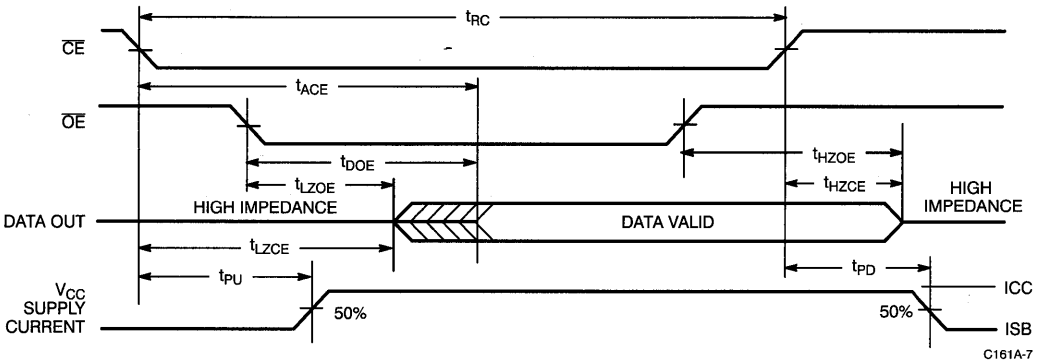 tRC
CE
tACE
OE
tDOE
tHZOE
tLZOE
tHZCE
HIGH IMPEDANCE
HIGH
IMPEDANCE
DATA OUT
DATA VALID
tLZCE
tPU
tPD
VCC
SUPPLY
CURRENT
50%
50%
ICC
ISB
C161A-7